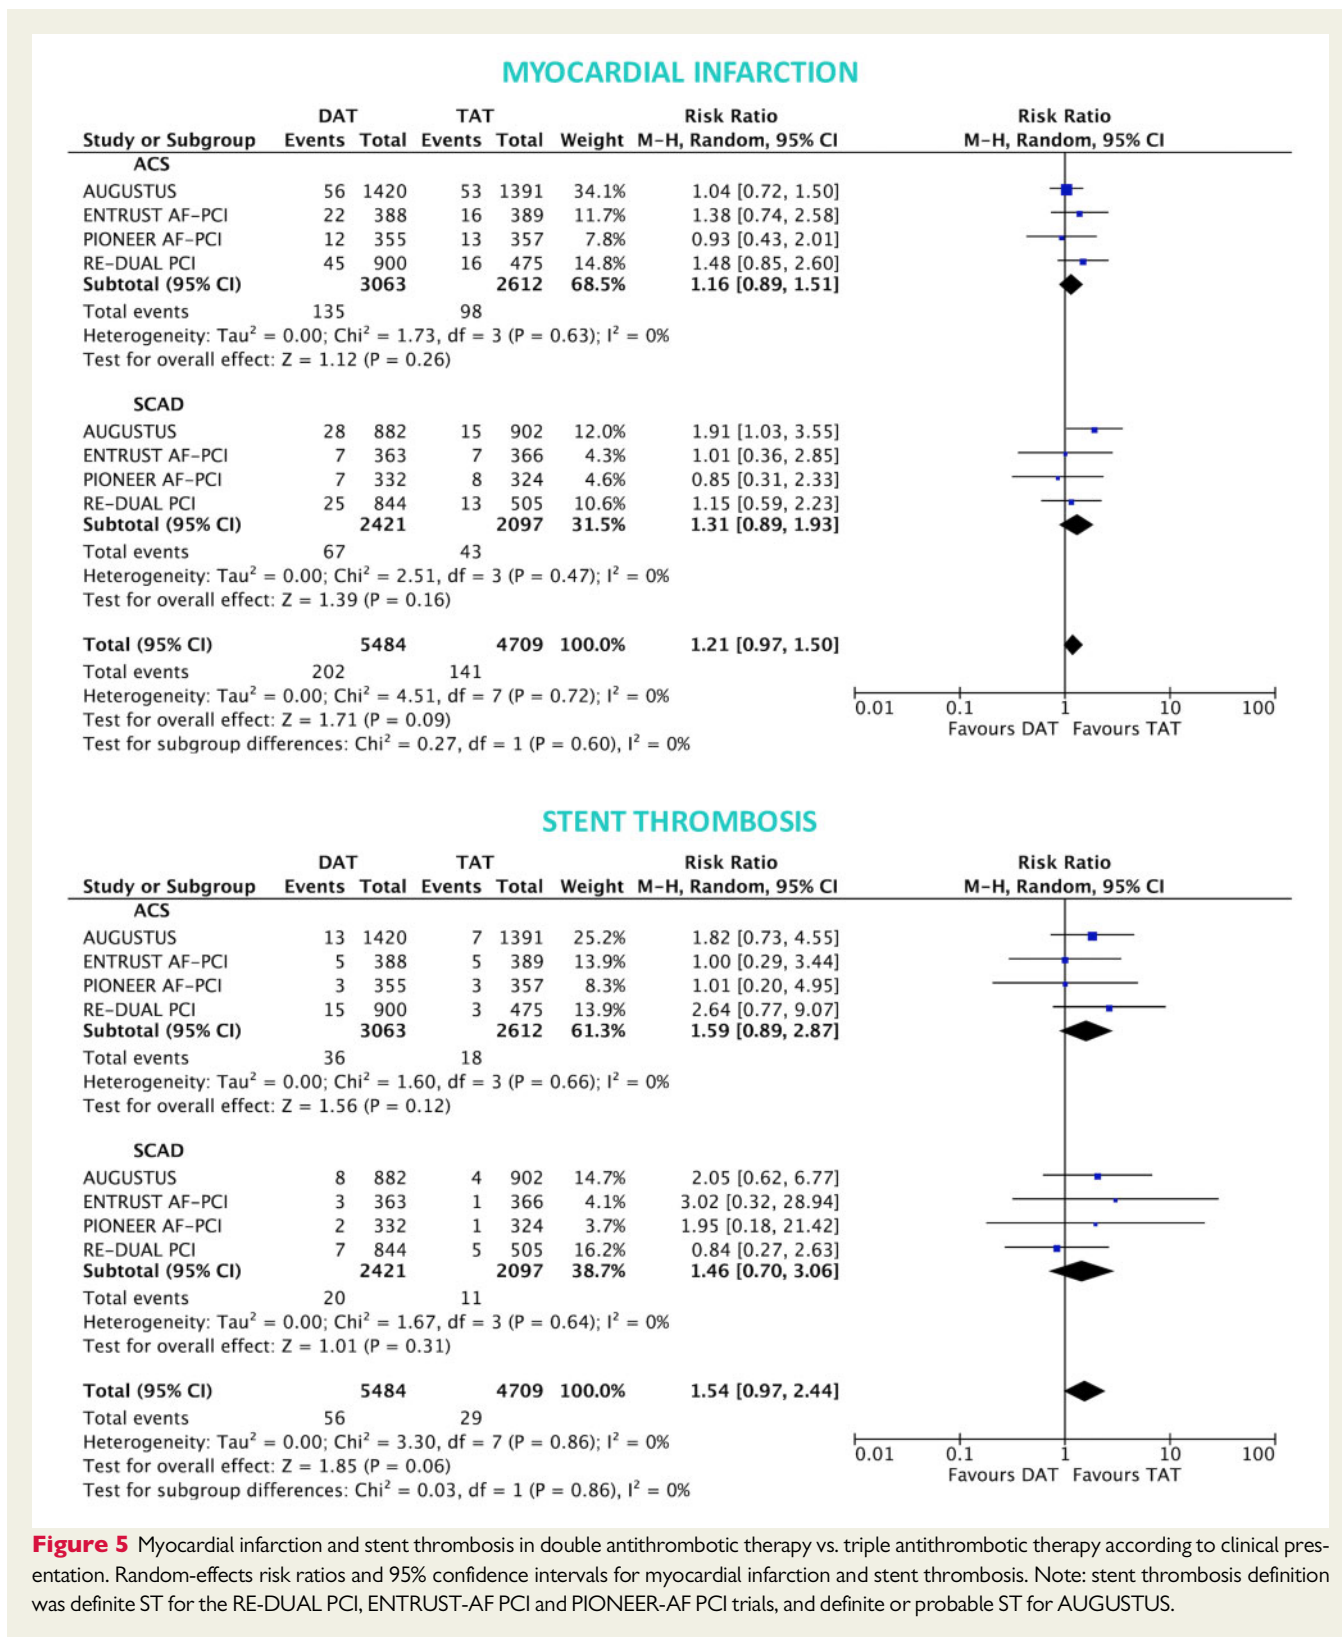 MYOCARDIAL INFARCTION
DAT TAT Risk Ratio Risk Ratio
Study or Subgroup Events Total Events Total Weight M-H, Random, 95% CI M-H, Random, 95% CI
ACS
AUGUSTUS 56 1420 53 1391 34.1% 1.04 [0.72, 1.50]
ENTRUST AF-PCI 22 388 16 389 11.7% 1.38 [0.74, 2.58]
PIONEER AF-PCI 12 355 13 357 7.8% 0.93 [0.43, 2.01]
RE-DUAL PCI 45 900 16 475 14.8% 1.48 [0.85, 2.60]
Subtotal (95% CI) 3063 2612 68.5% 1.16 [0.89, 1.51]
Total events 135 98
Heterogeneity: Tau² = 0.00; Chi² = 1.73, df = 3 (P = 0.63); I² = 0%
Test for overall effect: Z = 1.12 (P = 0.26)
SCAD
AUGUSTUS 28 882 15 902 12.0% 1.91 [1.03, 3.55]
ENTRUST AF-PCI 7 363 7 366 4.3% 1.01 [0.36, 2.85]
PIONEER AF-PCI 7 332 8 324 4.6% 0.85 [0.31, 2.33]
RE-DUAL PCI 25 844 13 505 10.6% 1.15 [0.59, 2.23]
Subtotal (95% CI) 2421 2097 31.5% 1.31 [0.89, 1.93]
Total events 67 43
Heterogeneity: Tau² = 0.00; Chi² = 2.51, df = 3 (P = 0.47); I² = 0%
Test for overall effect: Z = 1.39 (P = 0.16)
Total (95% CI) 5484 4709 100.0% 1.21 [0.97, 1.50]
Total events 202 141
Heterogeneity: Tau² = 0.00; Chi² = 4.51, df = 7 (P = 0.72); I² = 0%
Test for overall effect: Z = 1.71 (P = 0.09)
Test for subgroup differences: Chi² = 0.27, df = 1 (P = 0.60), I² = 0%
0.01 0.1 1 10 100
Favours DAT Favours TAT
STENT THROMBOSIS
DAT TAT Risk Ratio Risk Ratio
Study or Subgroup Events Total Events Total Weight M-H, Random, 95% CI M-H, Random, 95% CI
ACS
AUGUSTUS 13 1420 7 1391 25.2% 1.82 [0.73, 4.55]
ENTRUST AF-PCI 5 388 5 389 13.9% 1.00 [0.29, 3.44]
PIONEER AF-PCI 3 355 3 357 8.3% 1.01 [0.20, 4.95]
RE-DUAL PCI 15 900 3 475 13.9% 2.64 [0.77, 9.07]
Subtotal (95% CI) 3063 2612 61.3% 1.59 [0.89, 2.87]
Total events 36 18
Heterogeneity: Tau² = 0.00; Chi² = 1.60, df = 3 (P = 0.66); I² = 0%
Test for overall effect: Z = 1.56 (P = 0.12)
SCAD
AUGUSTUS 8 882 4 902 14.7% 2.05 [0.62, 6.77]
ENTRUST AF-PCI 3 363 1 366 4.1% 3.02 [0.32, 28.94]
PIONEER AF-PCI 2 332 1 324 3.7% 1.95 [0.18, 21.42]
RE-DUAL PCI 7 844 5 505 16.2% 0.84 [0.27, 2.63]
Subtotal (95% CI) 2421 2097 38.7% 1.46 [0.70, 3.06]
Total events 20 11
Heterogeneity: Tau² = 0.00; Chi² = 1.67, df = 3 (P = 0.64); I² = 0%
Test for overall effect: Z = 1.01 (P = 0.31)
Total (95% CI) 5484 4709 100.0% 1.54 [0.97, 2.44]
Total events 56 29
Heterogeneity: Tau² = 0.00; Chi² = 3.30, df = 7 (P = 0.86); I² = 0%
Test for overall effect: Z = 1.85 (P = 0.06)
Test for subgroup differences: Chi² = 0.03, df = 1 (P = 0.86), I² = 0%
0.01 0.1 1 10 100
Favours DAT Favours TAT
Figure 5 Myocardial infarction and stent thrombosis in double antithrombotic therapy vs. triple antithrombotic therapy according to clinical pres-
entation. Random-effects risk ratios and 95% confidence intervals for myocardial infarction and stent thrombosis. Note: stent thrombosis definition
was definite ST for the RE-DUAL PCI, ENTRUST-AF PCI and PIONEER-AF PCI trials, and definite or probable ST for AUGUSTUS.